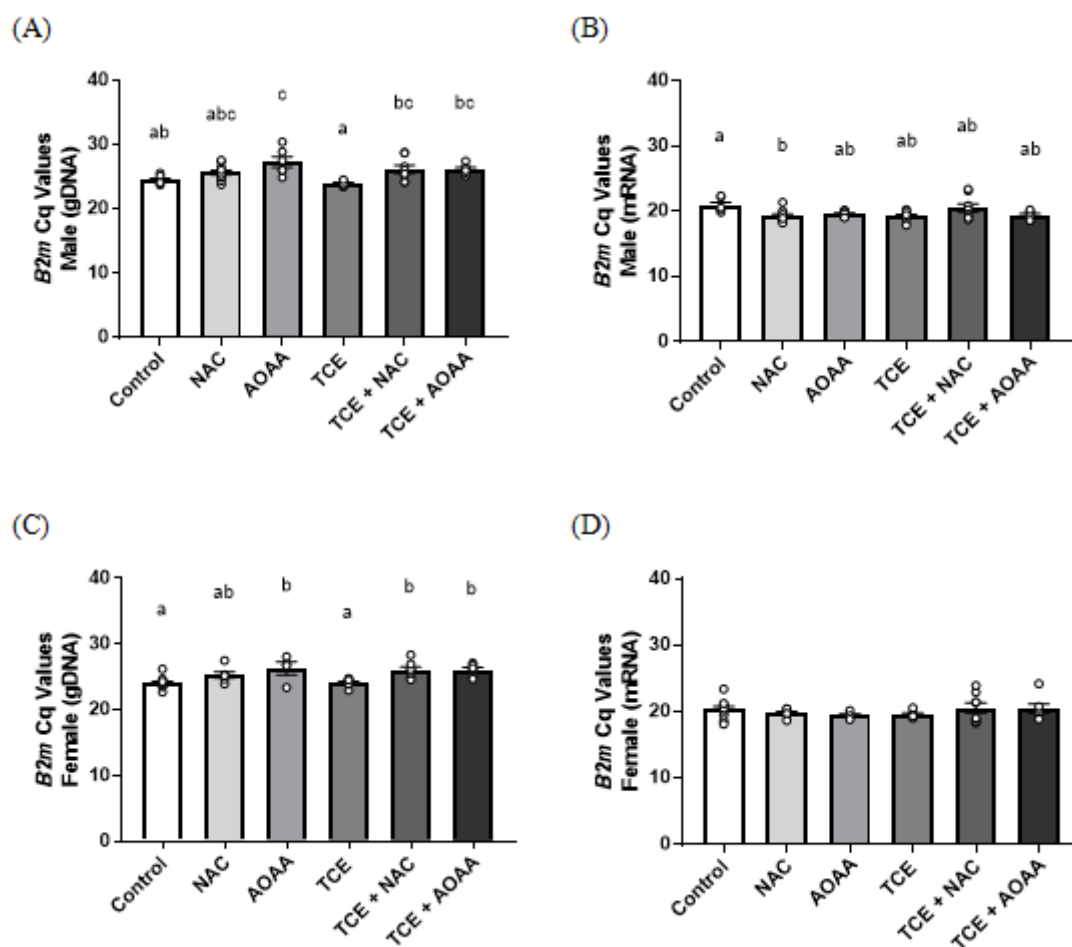 (A)
B2m Cq Values
Male (gDNA)
40
30
20
10
0
ab
abc
c
a
bc
bc
Control
NAC
AOAA
TCE
TCE + NAC
TCE + AOAA
(B)
B2m Cq Values
Male (mRNA)
40
30
20
10
0
a
b
ab
ab
ab
ab
Control
NAC
AOAA
TCE
TCE + NAC
TCE + AOAA
(C)
B2m Cq Values
Female (gDNA)
40
30
20
10
0
a
ab
b
a
b
b
Control
NAC
AOAA
TCE
TCE + NAC
TCE + AOAA
(D)
B2m Cq Values
Female (mRNA)
40
30
20
10
0
Control
NAC
AOAA
TCE
TCE + NAC
TCE + AOAA